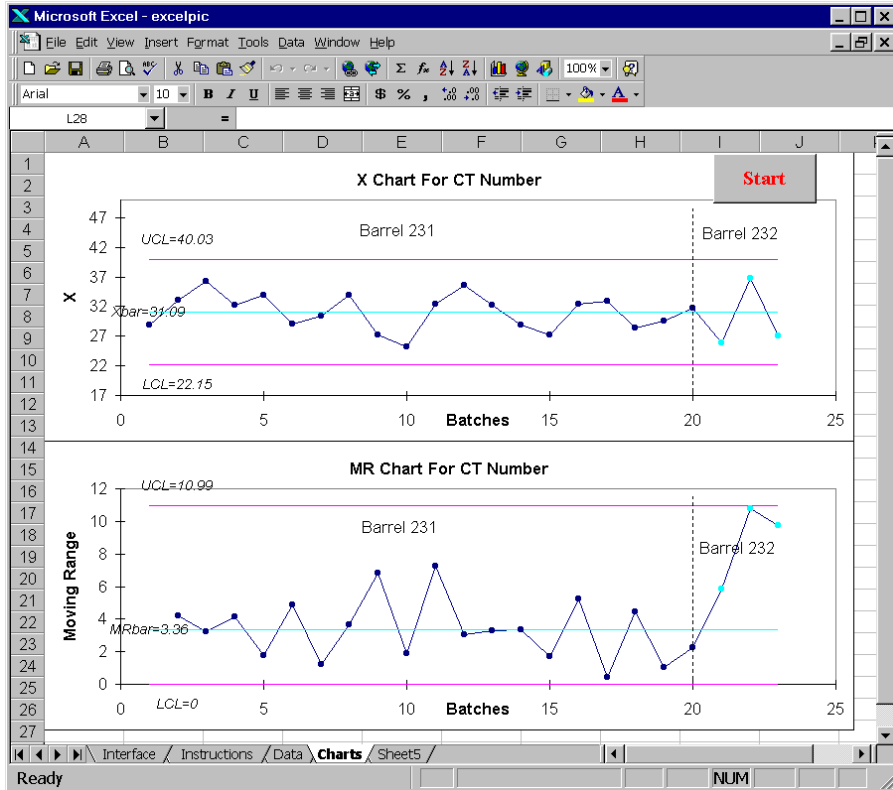 Microsoft Excel - excelpic
File Edit View Insert Format Tools Data Window Help
100%
Arial 10 B I U $ % ,
L28 =
A B C D E F G H I J
1
2
3
4
5
6
7
8
9
10
11
12
13
14
15
16
17
18
19
20
21
22
23
24
25
26
27
X Chart For CT Number
Start
Barrel 231
Barrel 232
UCL=40.03
Xbar=31.09
LCL=22.15
X
47
42
37
32
27
22
17
0 5 10 Batches 15 20 25
MR Chart For CT Number
UCL=10.99
Barrel 231
Barrel 232
MRbar=3.36
LCL=0
Moving Range
12
10
8
6
4
2
0
0 5 10 Batches 15 20 25
Interface Instructions Data Charts Sheet5
Ready NUM